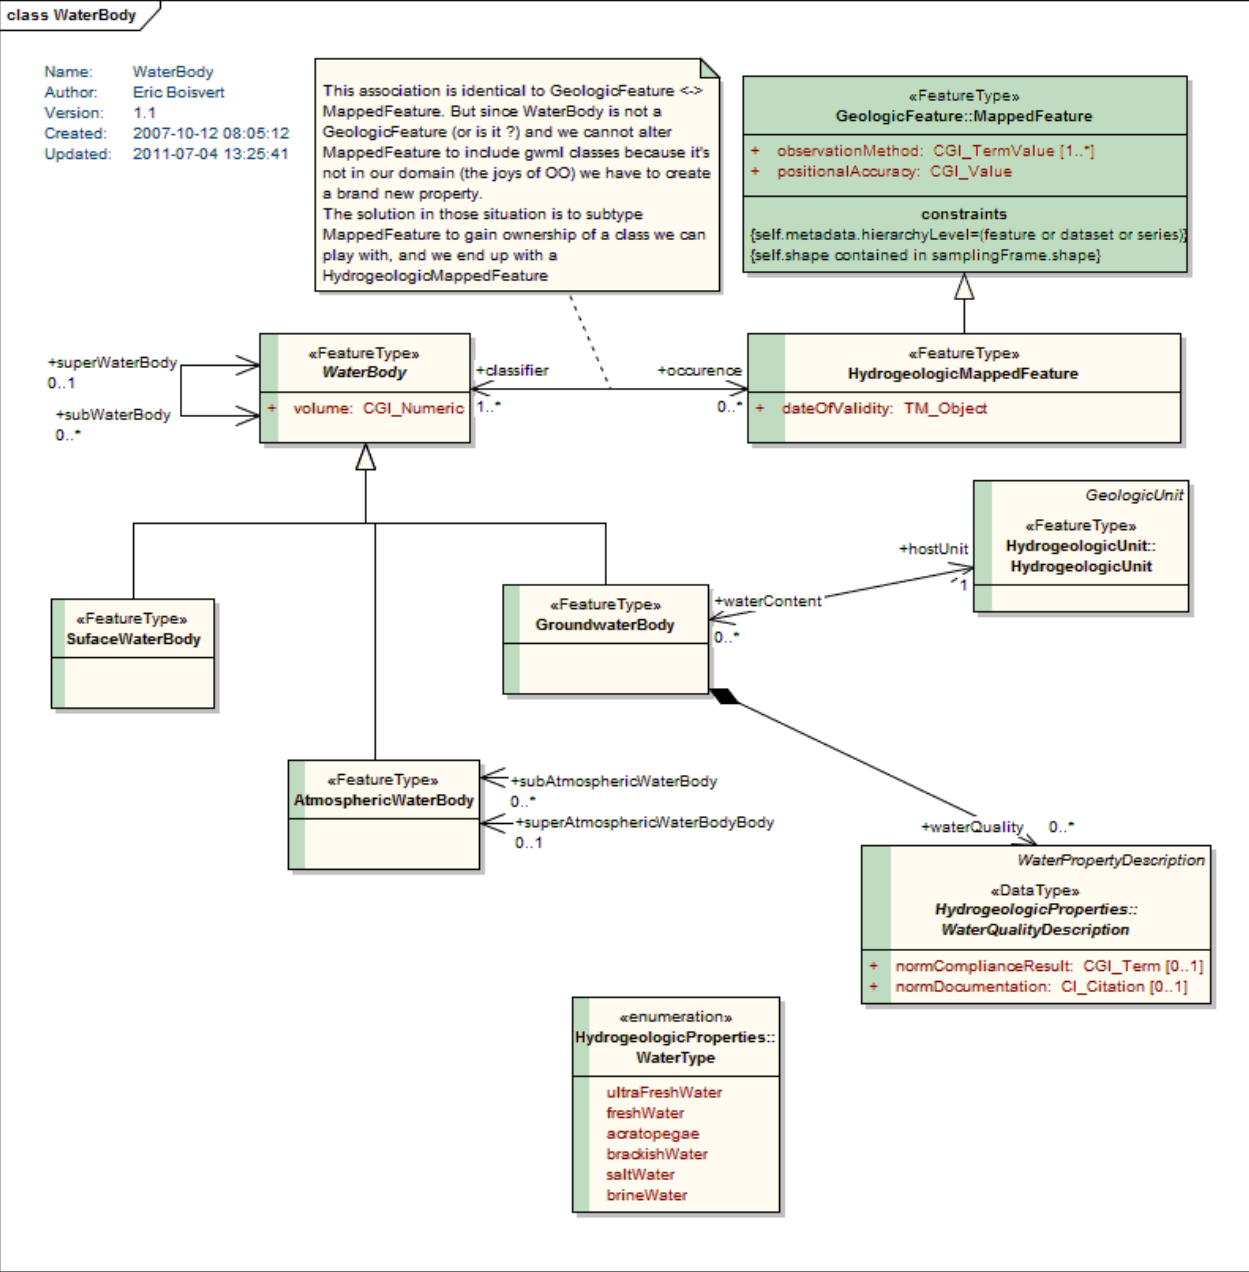 class WaterBody
Name: WaterBody
Author: Eric Boisvert
Version: 1.1
Created: 2007-10-12 08:05:12
Updated: 2011-07-04 13:25:41
This association is identical to GeologicFeature <->
MappedFeature. But since WaterBody is not a
GeologicFeature (or is it ?) and we cannot alter
MappedFeature to include gwml classes because it's
not in our domain (the joys of OO) we have to create
a brand new property.
The solution in those situation is to subtype
MappedFeature to gain ownership of a class we can
play with, and we end up with a
HydrogeologicMappedFeature
«FeatureType»
GeologicFeature::MappedFeature
+ observationMethod: CGI_TermValue [1..*]
+ positionalAccuracy: CGI_Value
constraints
{self.metadata.hierarchyLevel=(feature or dataset or series)}
{self.shape contained in samplingFrame.shape}
+superWaterBody
0..1
+subWaterBody
0..*
«FeatureType»
WaterBody
+ volume: CGI_Numeric
+classifier
1..*
+occurence
0..*
«FeatureType»
HydrogeologicMappedFeature
+ dateOfValidity: TM_Object
GeologicUnit
«FeatureType»
HydrogeologicUnit::
HydrogeologicUnit
+hostUnit
1
+waterContent
0..*
«FeatureType»
SufaceWaterBody
«FeatureType»
GroundwaterBody
«FeatureType»
AtmosphericWaterBody
+subAtmosphericWaterBody
0..*
+superAtmosphericWaterBodyBody
0..1
+waterQuality 0..*
WaterPropertyDescription
«DataType»
HydrogeologicProperties::
WaterQualityDescription
+ normComplianceResult: CGI_Term [0..1]
+ normDocumentation: CI_Citation [0..1]
«enumeration»
HydrogeologicProperties::
WaterType
ultraFreshWater
freshWater
acratopegae
brackishWater
saltWater
brineWater